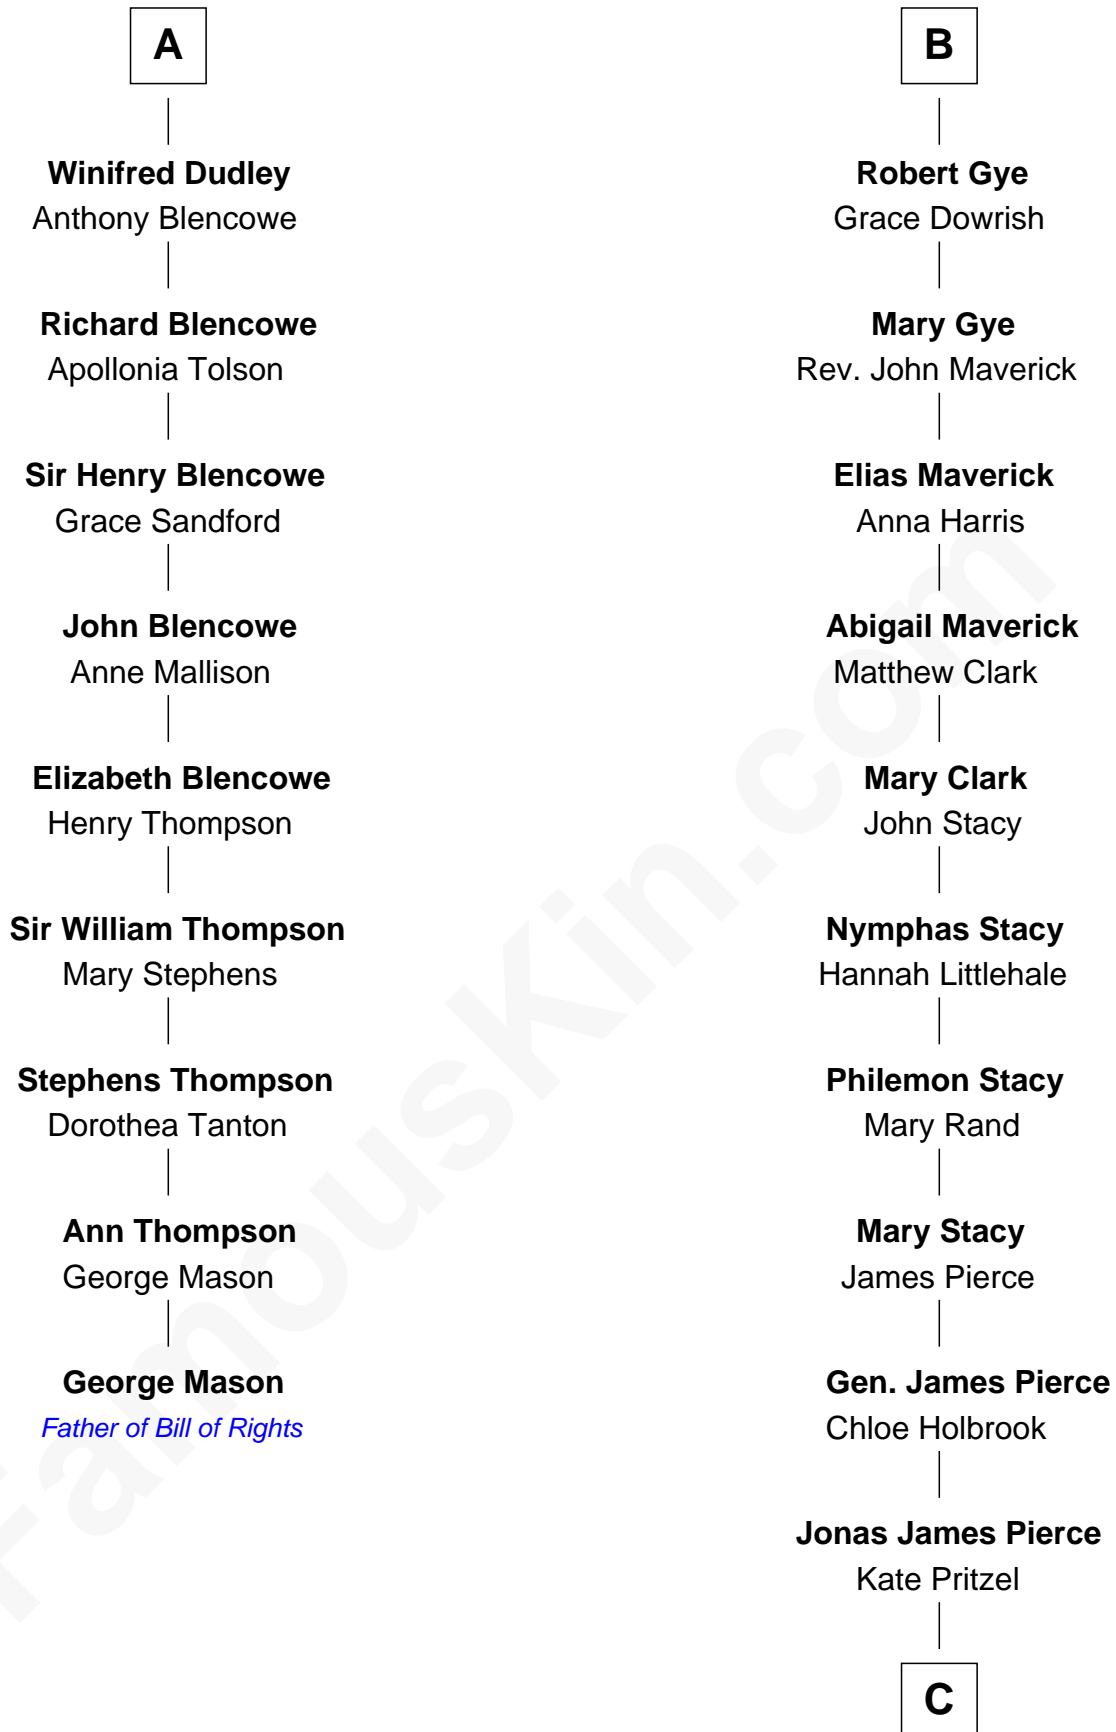 A
Winifred Dudley
Anthony Blencowe
Richard Blencowe
Apollonia Tolson
Sir Henry Blencowe
Grace Sandford
John Blencowe
Anne Mallison
Elizabeth Blencowe
Henry Thompson
Sir William Thompson
Mary Stephens
Stephens Thompson
Dorothea Tanton
Ann Thompson
George Mason
George Mason
Father of Bill of Rights
B
Robert Gye
Grace Dowrish
Mary Gye
Rev. John Maverick
Elias Maverick
Anna Harris
Abigail Maverick
Matthew Clark
Mary Clark
John Stacy
Nymphas Stacy
Hannah Littlehale
Philemon Stacy
Mary Rand
Mary Stacy
James Pierce
Gen. James Pierce
Chloe Holbrook
Jonas James Pierce
Kate Pritzel
C
FamousKin.com